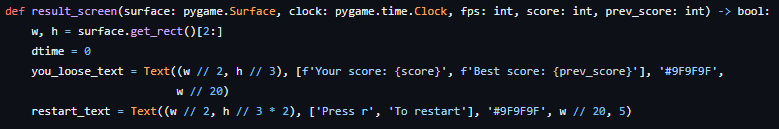 def result_screen(surface: pygame.Surface, clock: pygame.time.Clock, fps: int, score: int, prev_score: int) -> bool:
    w, h = surface.get_rect()[2:]
    dtime = 0
    you_loose_text = Text((w // 2, h // 3), [f'Your score: {score}', f'Best score: {prev_score}'], '#9F9F9F',
                          w // 20)
    restart_text = Text((w // 2, h // 3 * 2), ['Press r', 'To restart'], '#9F9F9F', w // 20, 5)